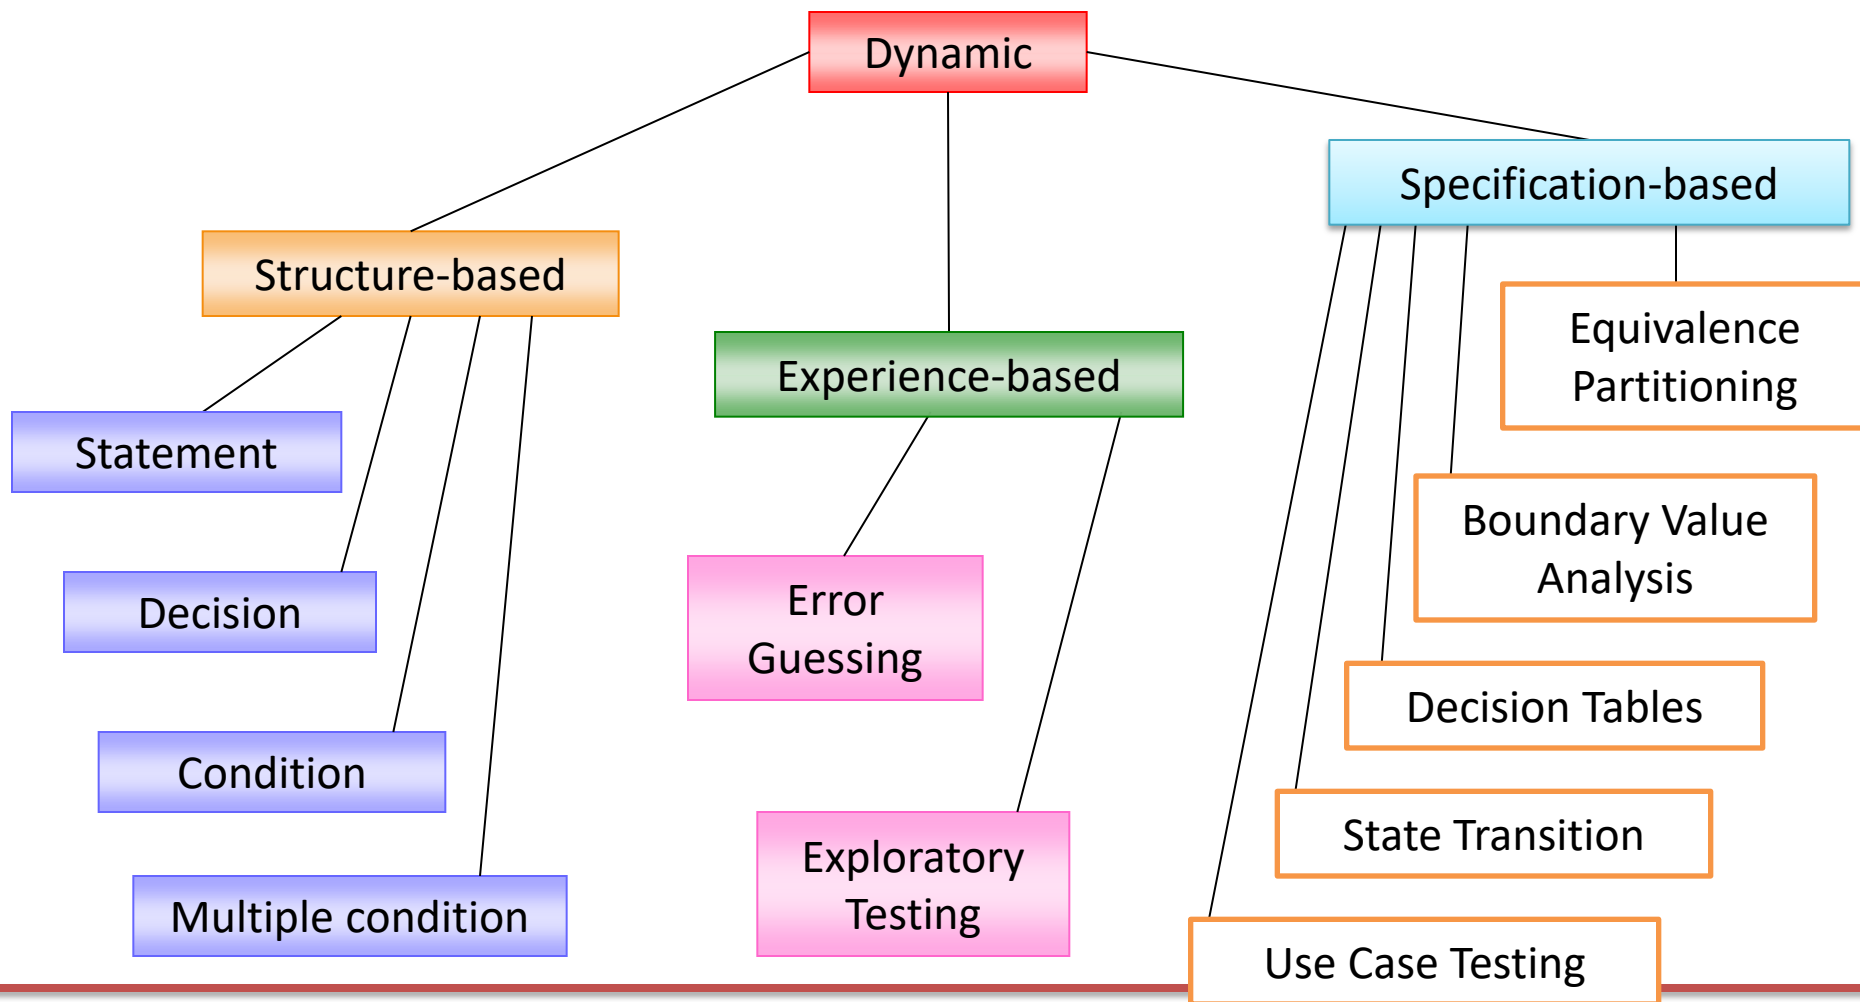 Dynamic
Specification-based
Structure-based
Experience-based
Equivalence
Partitioning
Statement
Boundary Value
Analysis
Decision
Error
Guessing
Decision Tables
Condition
State Transition
Exploratory
Testing
Multiple condition
Use Case Testing